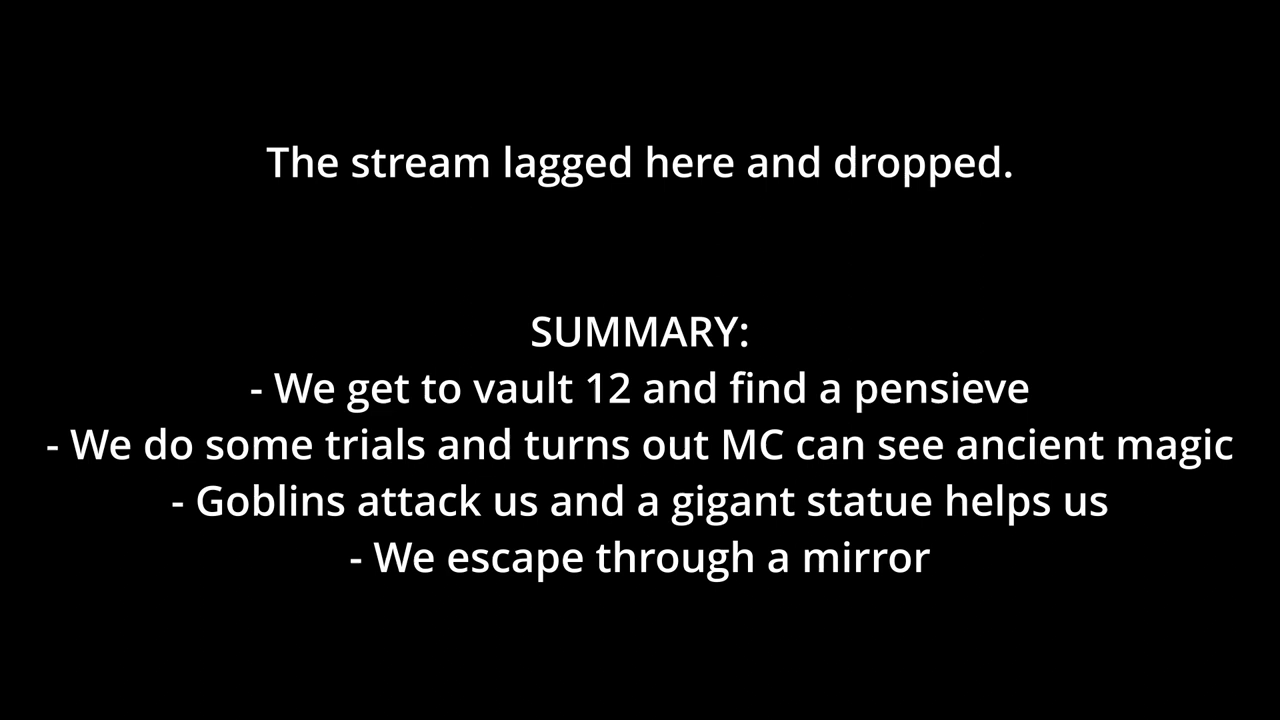 The stream lagged here and dropped.
SUMMARY:
- We get to vault 12 and find a pensieve
- We do some trials and turns out MC can see ancient magic
- Goblins attack us and a gigant statue helps us
- We escape through a mirror